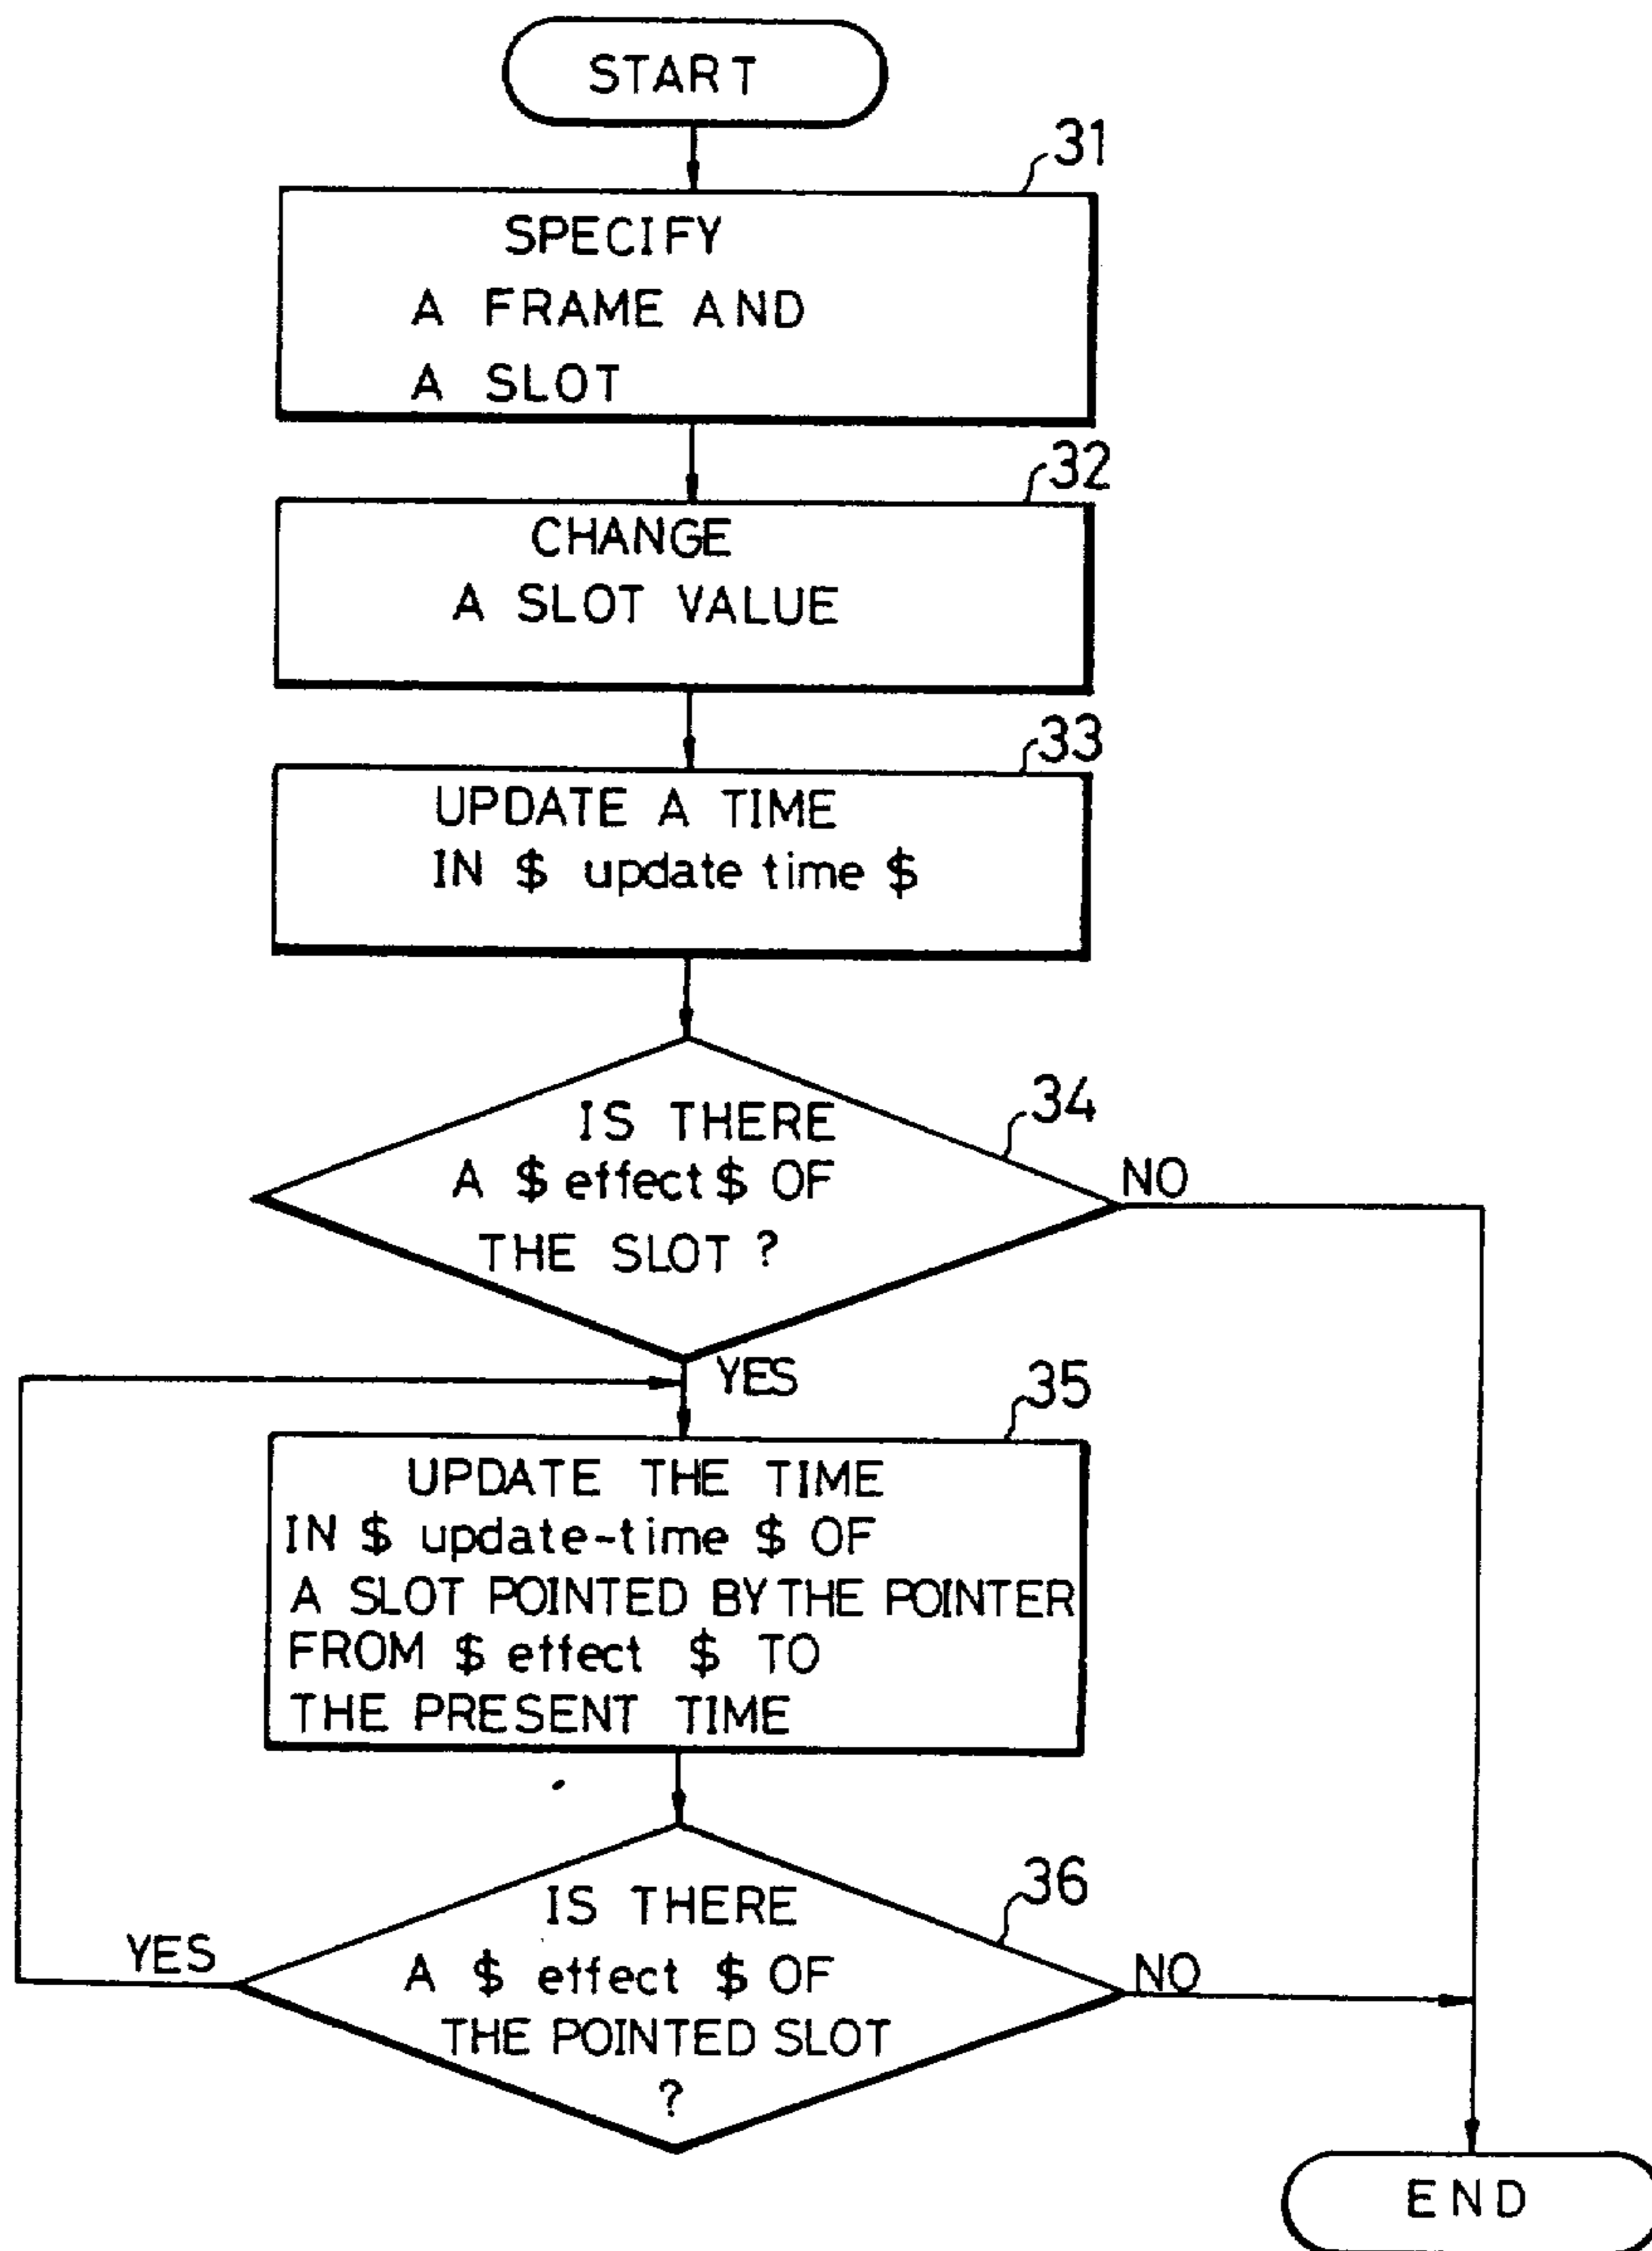 START
31
SPECIFY
A FRAME AND
A SLOT
32
CHANGE
A SLOT VALUE
33
UPDATE A TIME
IN $ update time $
34
IS THERE
A $ effect $ OF
THE SLOT ?
NO
YES
35
UPDATE THE TIME
IN $ update-time $ OF
A SLOT POINTED BY THE POINTER
FROM $ effect $ TO
THE PRESENT TIME
36
IS THERE
A $ effect $ OF
THE POINTED SLOT
?
YES
NO
END